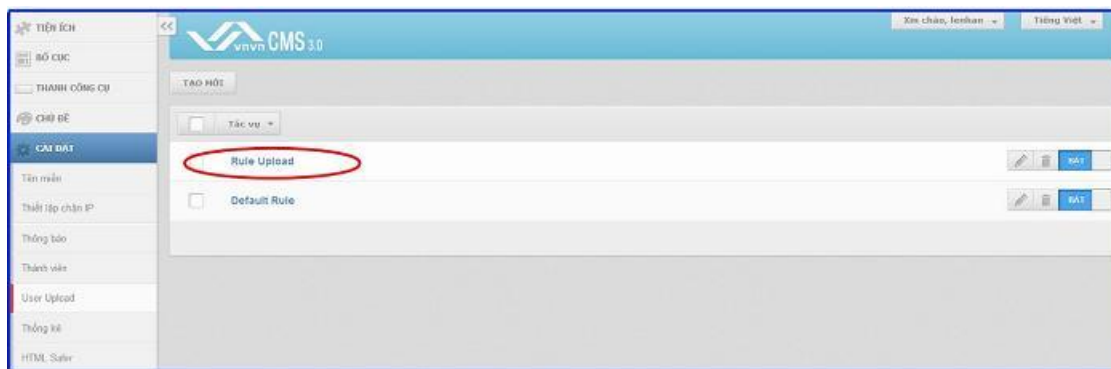 TIỆN ÍCH
BỐ CỤC
THANH CÔNG CỤ
CHỦ ĐỀ
CÀI ĐẶT
Tên miền
Thiết lập chặn IP
Thông báo
Thành viên
User Upload
Thống kê
HTML Safer
<<
vnvn CMS 3.0
Xin chào, lenhan
Tiếng Việt
TẠO MỚI
Tác vụ
Rule Upload
BẬT
Default Rule
BẬT